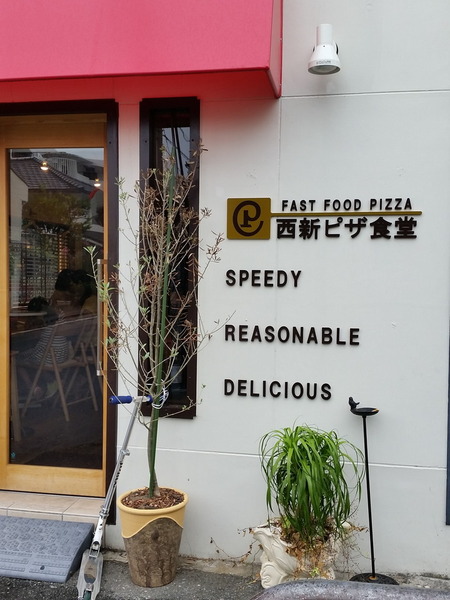 FAST FOOD PIZZA
西新ピザ食堂
SPEEDY
REASONABLE
DELICIOUS